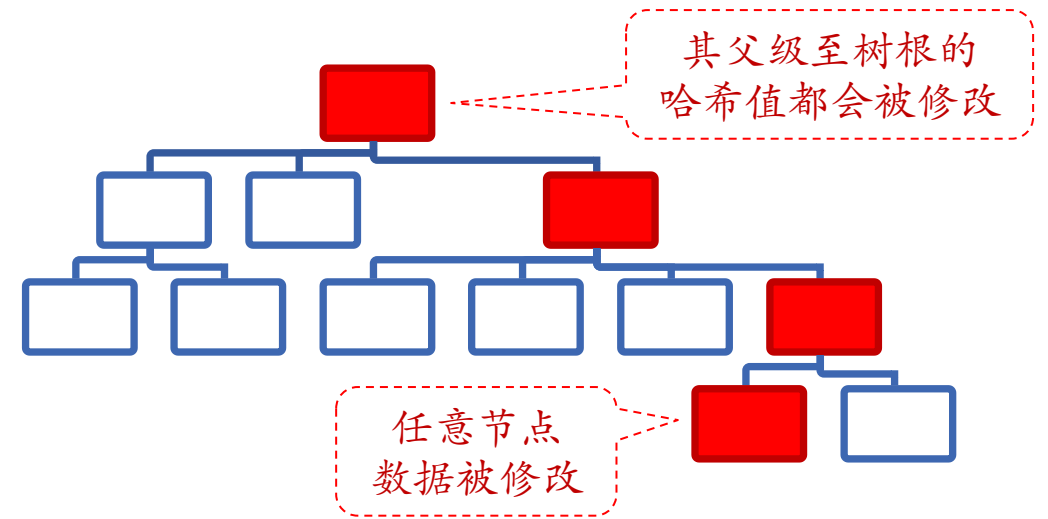 其父级至树根的
哈希值都会被修改
任意节点
数据被修改